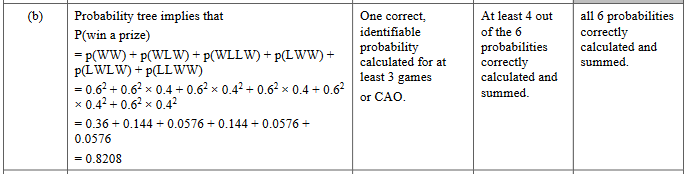 (b)
Probability tree implies that
P(win a prize)
= p(WW) + p(WLW) + p(WLLW) + p(LWW) +
p(LWLW) + p(LLWW)
= 0.6² + 0.6² × 0.4 + 0.6² × 0.4² + 0.6² × 0.4 + 0.6²
× 0.4² + 0.6² × 0.4²
= 0.36 + 0.144 + 0.0576 + 0.144 + 0.0576 +
0.0576
= 0.8208
One correct,
identifiable
probability
calculated for at
least 3 games
or CAO.
At least 4 out
of the 6
probabilities
correctly
calculated and
summed.
all 6 probabilities
correctly
calculated and
summed.